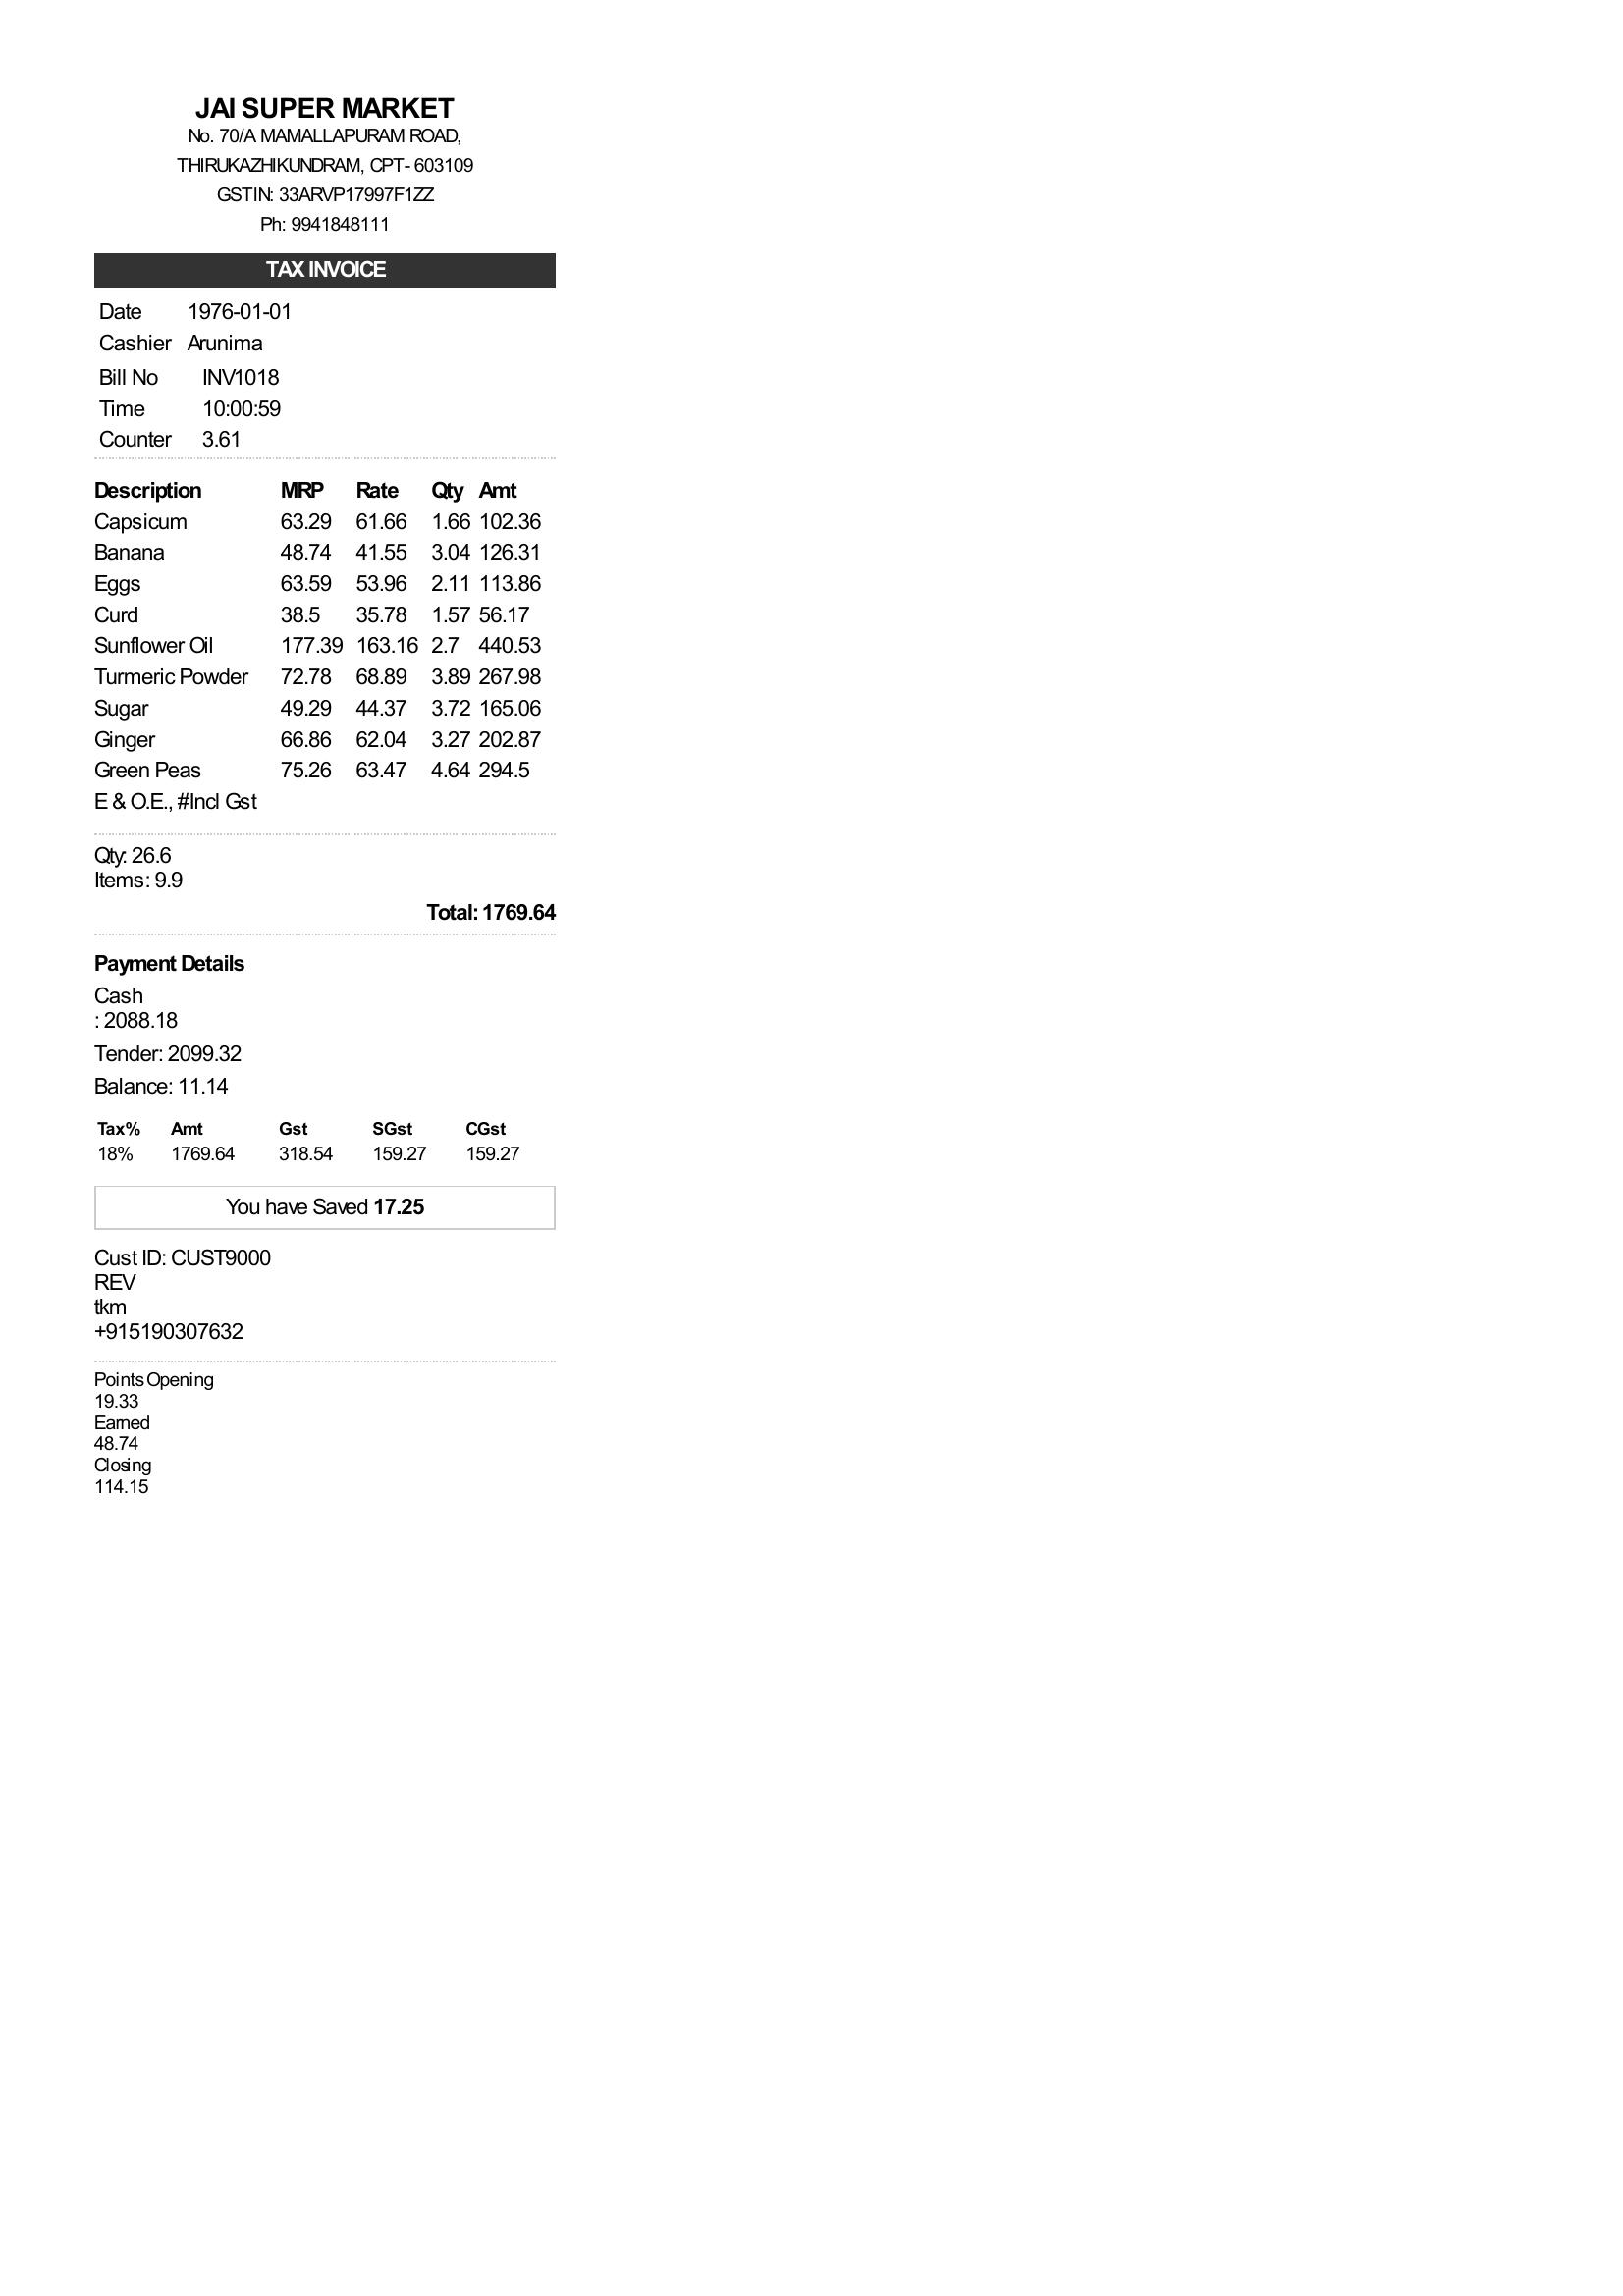 JAI SUPER MARKET
No. 70/A MAMALLAPURAM ROAD,
THIRUKAZHIKUNDRAM, CPT- 603109
GSTIN: 33ARVP17997F1ZZ
Ph: 9941848111
TAX INVOICE
Date 1976-01-01
Cashier Arunima
Bill No INV1018
Time 10:00:59
Counter 3.61
Description MRP Rate Qty Amt
Capsicum 63.29 61.66 1.66 102.36
Banana 48.74 41.55 3.04 126.31
Eggs 63.59 53.96 2.11 113.86
Curd 38.5 35.78 1.57 56.17
Sunflower Oil 177.39 163.16 2.7 440.53
Turmeric Powder 72.78 68.89 3.89 267.98
Sugar 49.29 44.37 3.72 165.06
Ginger 66.86 62.04 3.27 202.87
Green Peas 75.26 63.47 4.64 294.5
E & O.E., #Incl Gst
Qty: 26.6
Items: 9.9
Total: 1769.64
Payment Details
Cash
: 2088.18
Tender: 2099.32
Balance: 11.14
Tax% Amt Gst SGst CGst
18% 1769.64 318.54 159.27 159.27
You have Saved 17.25
Cust ID: CUST9000
REV
tkm
+915190307632
Points Opening
19.33
Earned
48.74
Closing
114.15